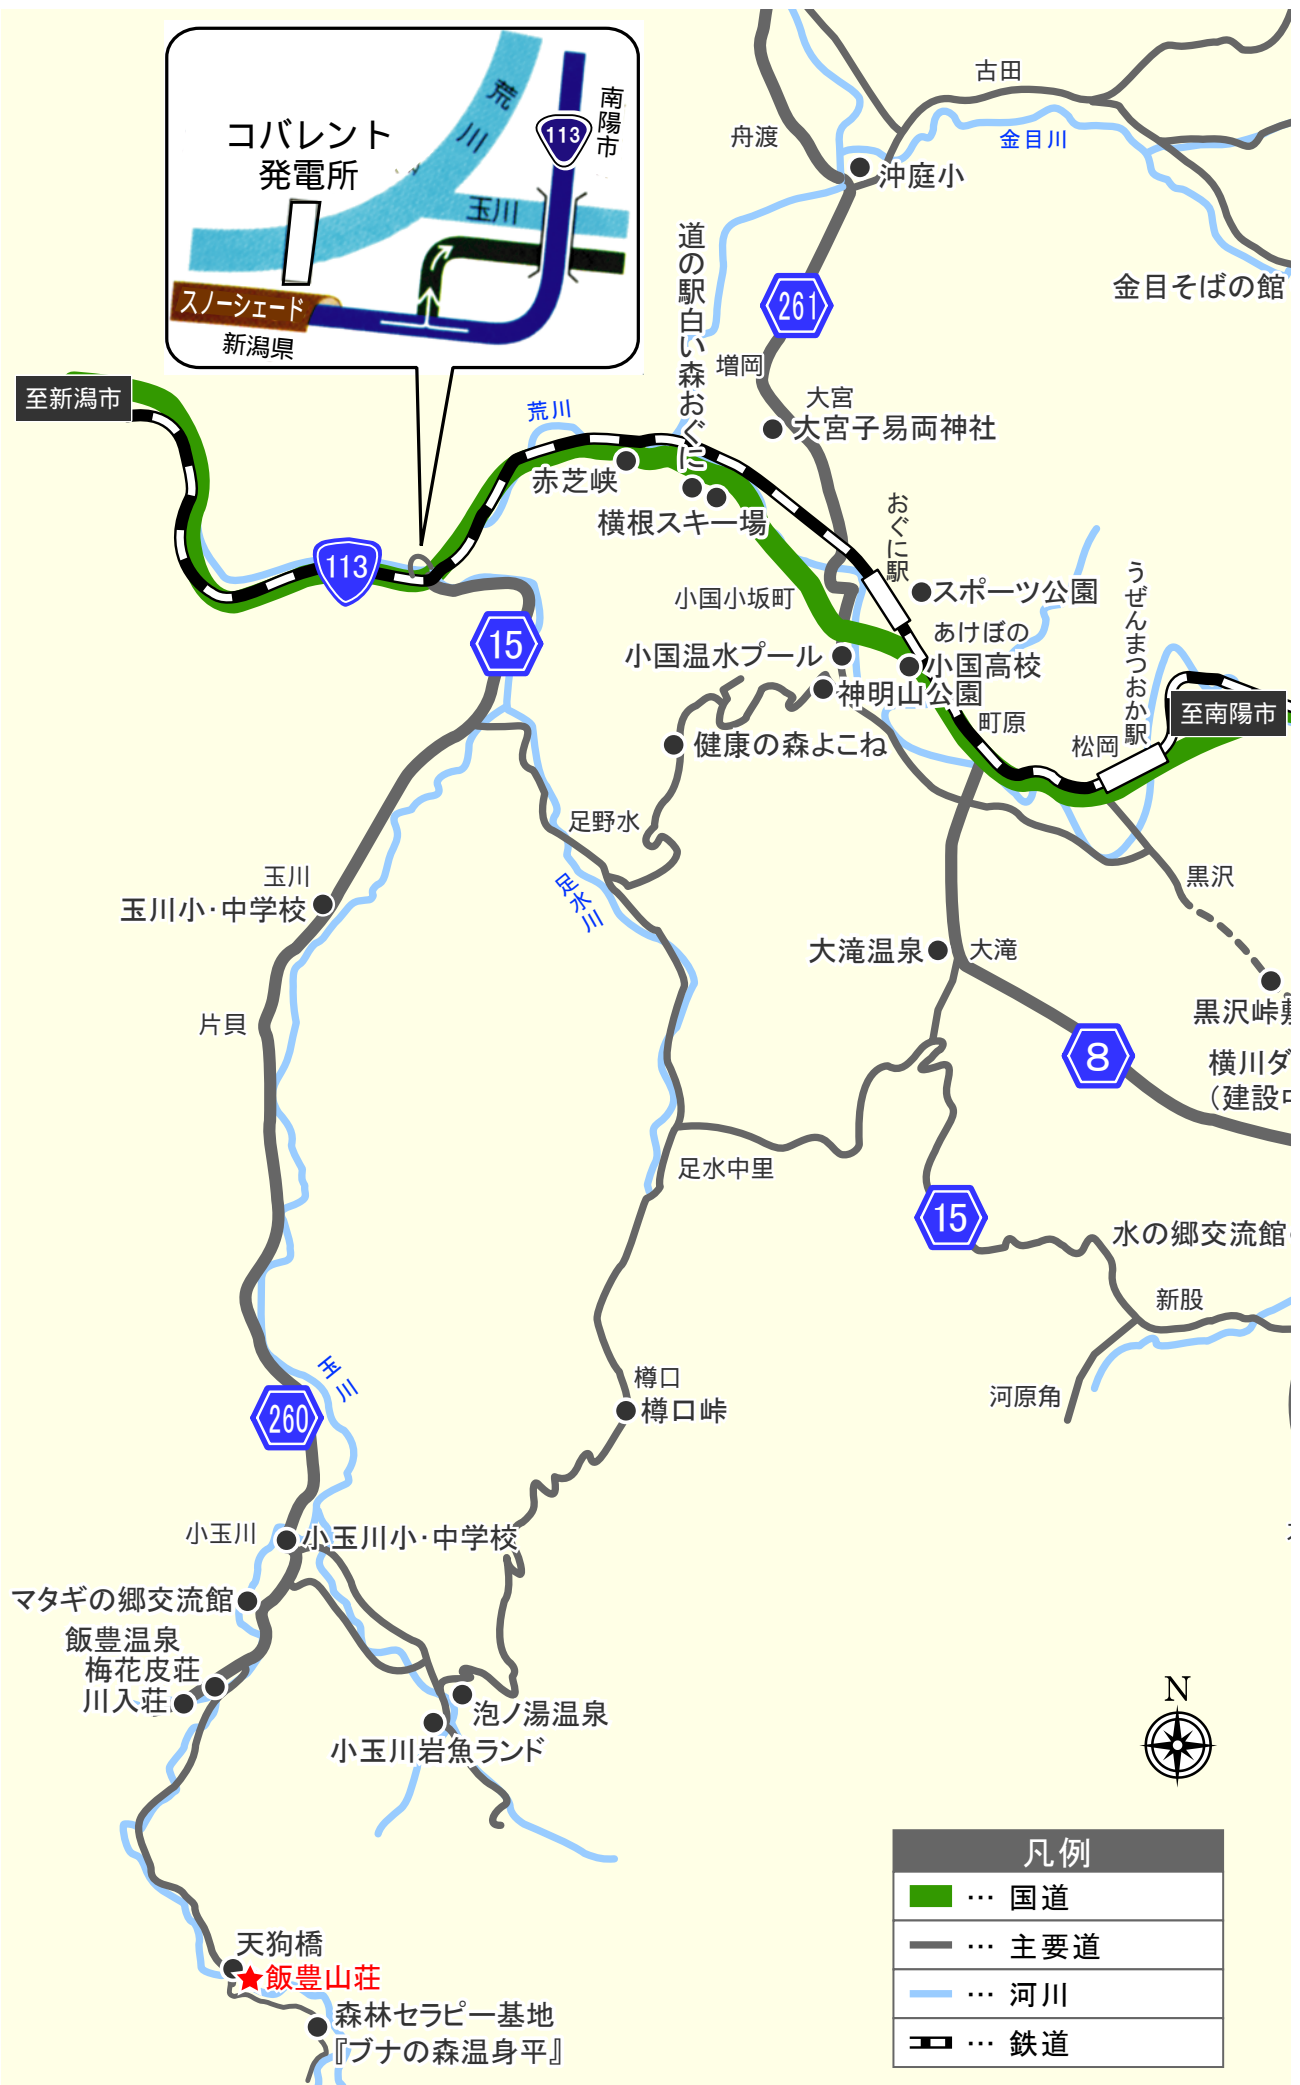 コバレント
発電所
荒川
113
南陽市
玉川
スノーシェード
新潟県
古田
金目川
舟渡
沖庭小
金目そばの館
道の駅白い森おぐに
261
増岡
大宮
大宮子易両神社
至新潟市
荒川
赤芝峡
横根スキー場
おぐに駅
113
スポーツ公園
うぜんまつおか駅
小国小坂町
あけぼの
15
小国温水プール
小国高校
神明山公園
至南陽市
町原
松岡
健康の森よこね
足野水
玉川
玉川小・中学校
足水川
黒沢
大滝温泉
大滝
片貝
黒沢峠
8
横川ダ
(建設
足水中里
15
水の郷交流館
新股
玉川
樽口
樽口峠
河原角
260
小玉川
小玉川小・中学校
マタギの郷交流館
飯豊温泉
梅花皮荘
川入荘
泡ノ湯温泉
小玉川岩魚ランド
N
凡例
… 国道
… 主要道
… 河川
… 鉄道
天狗橋
★飯豊山荘
森林セラピー基地
『ブナの森温身平』